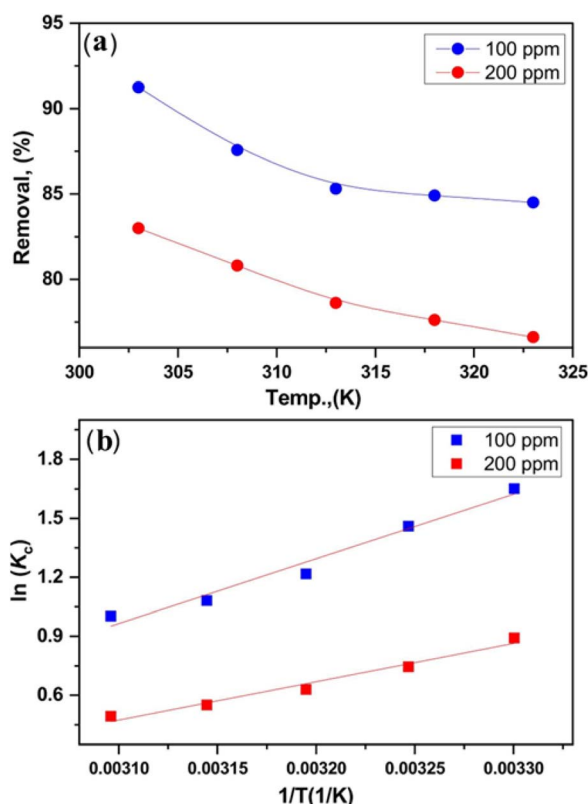 (a)
100 ppm
200 ppm
95
90
85
80
Removal, (%)
300 305 310 315 320 325
Temp.,(K)
(b)
100 ppm
200 ppm
1.8
1.5
1.2
0.9
0.6
ln (Kc)
0.00310 0.00315 0.00320 0.00325 0.00330
1/T(1/K)